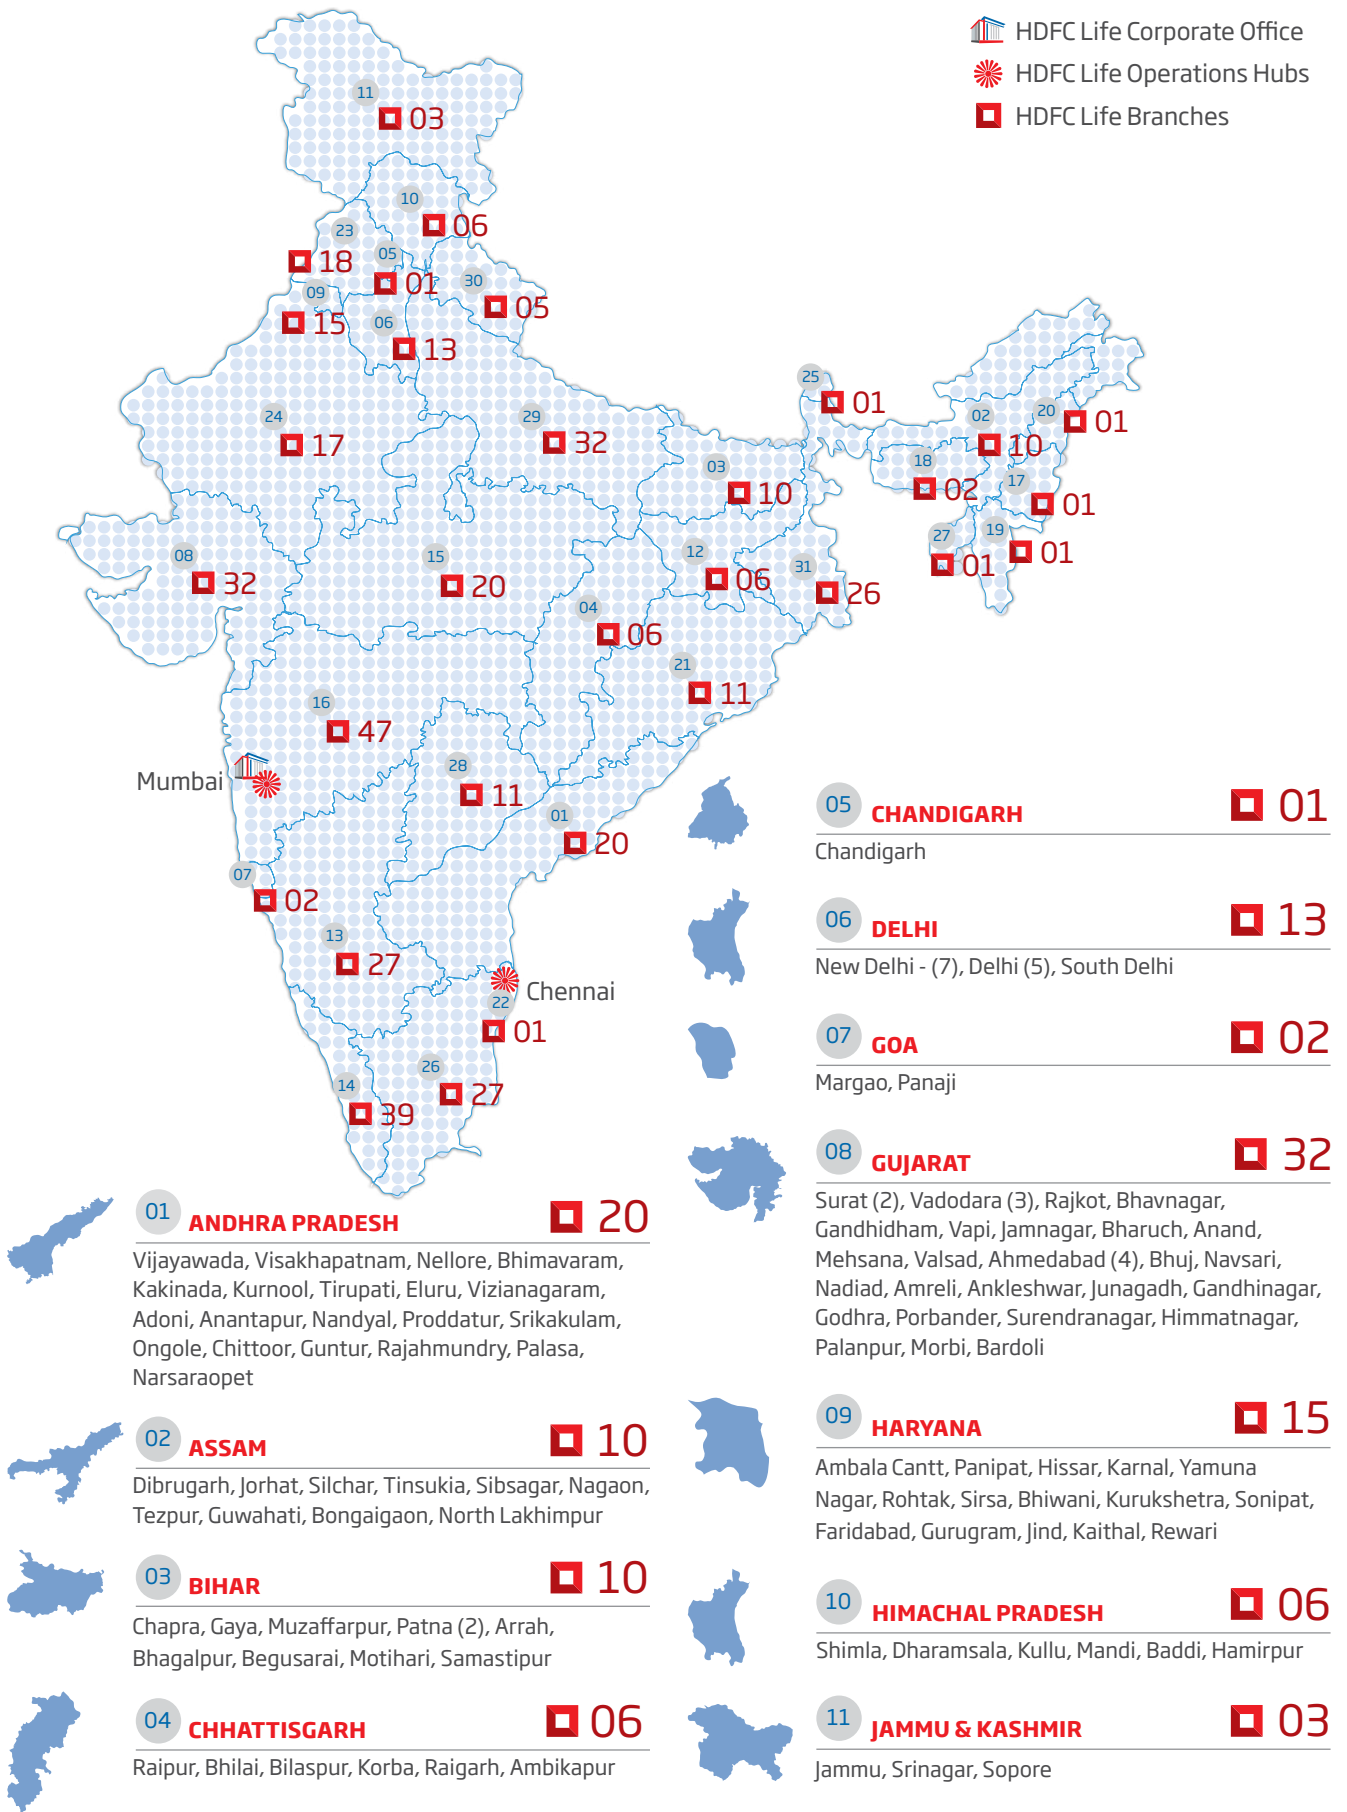 HDFC Life Corporate Office
HDFC Life Operations Hubs
HDFC Life Branches
11
03
10
06
23
18
05
01
30
05
09
15
06
13
25
01
24
17
29
32
02
10
20
01
03
10
18
02
17
01
08
32
15
20
12
06
31
26
27
01
19
01
04
06
21
11
16
47
Mumbai
28
11
01
20
07
02
13
27
Chennai
22
01
26
27
14
39
01 ANDHRA PRADESH 20
Vijayawada, Visakhapatnam, Nellore, Bhimavaram,
Kakinada, Kurnool, Tirupati, Eluru, Vizianagaram,
Adoni, Anantapur, Nandyal, Proddatur, Srikakulam,
Ongole, Chittoor, Guntur, Rajahmundry, Palasa,
Narsaraopet
02 ASSAM 10
Dibrugarh, Jorhat, Silchar, Tinsukia, Sibsagar, Nagaon,
Tezpur, Guwahati, Bongaigaon, North Lakhimpur
03 BIHAR 10
Chapra, Gaya, Muzaffarpur, Patna (2), Arrah,
Bhagalpur, Begusarai, Motihari, Samastipur
04 CHHATTISGARH 06
Raipur, Bhilai, Bilaspur, Korba, Raigarh, Ambikapur
05 CHANDIGARH 01
Chandigarh
06 DELHI 13
New Delhi - (7), Delhi (5), South Delhi
07 GOA 02
Margao, Panaji
08 GUJARAT 32
Surat (2), Vadodara (3), Rajkot, Bhavnagar,
Gandhidham, Vapi, Jamnagar, Bharuch, Anand,
Mehsana, Valsad, Ahmedabad (4), Bhuj, Navsari,
Nadiad, Amreli, Ankleshwar, Junagadh, Gandhinagar,
Godhra, Porbander, Surendranagar, Himmatnagar,
Palanpur, Morbi, Bardoli
09 HARYANA 15
Ambala Cantt, Panipat, Hissar, Karnal, Yamuna
Nagar, Rohtak, Sirsa, Bhiwani, Kurukshetra, Sonipat,
Faridabad, Gurugram, Jind, Kaithal, Rewari
10 HIMACHAL PRADESH 06
Shimla, Dharamsala, Kullu, Mandi, Baddi, Hamirpur
11 JAMMU & KASHMIR 03
Jammu, Srinagar, Sopore